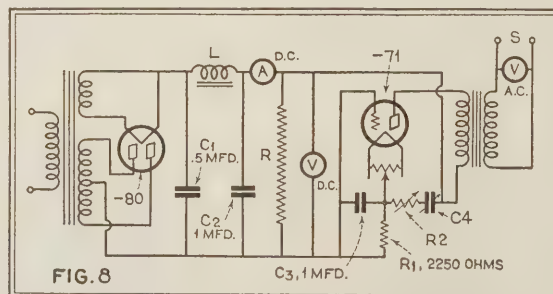 L
A
D.C.
-71
S
V
A.C.
-80
C1
.5 MFD.
C2
1 MFD.
R
V
D.C.
C3, 1 MFD.
R2
C4
R1, 2250 OHMS
FIG. 8